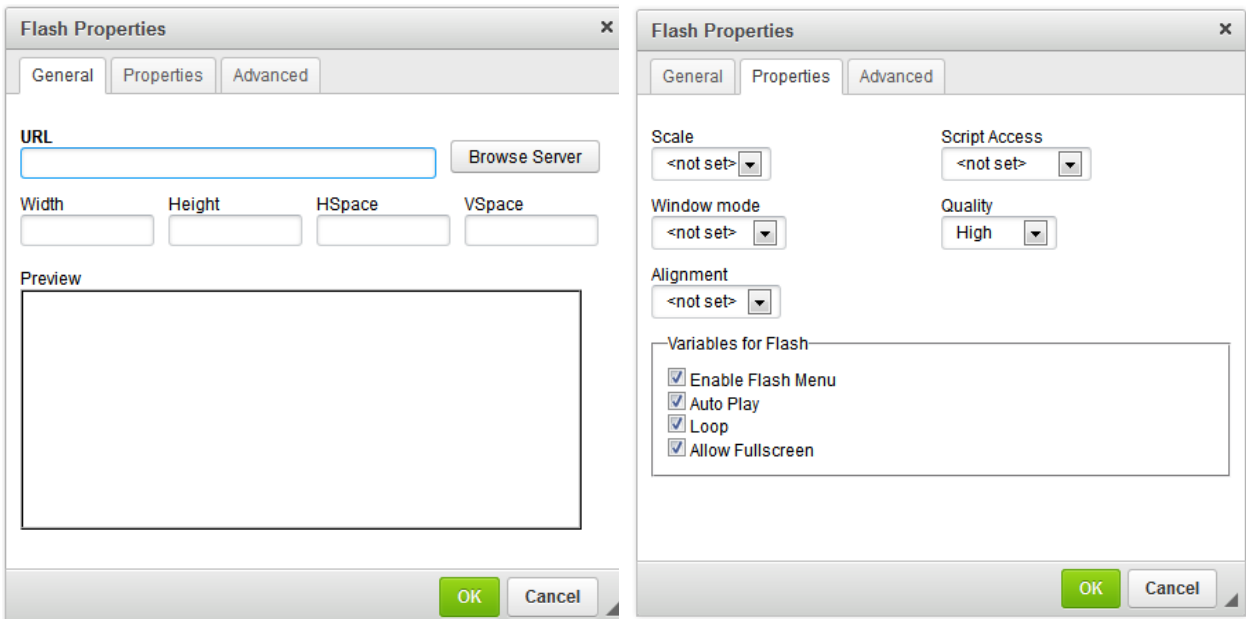 Flash Properties ×
General Properties Advanced
URL
Browse Server
Width Height HSpace VSpace
Preview
OK Cancel
Flash Properties ×
General Properties Advanced
Scale Script Access
<not set> <not set>
Window mode Quality
<not set> High
Alignment
<not set>
Variables for Flash
Enable Flash Menu
Auto Play
Loop
Allow Fullscreen
OK Cancel